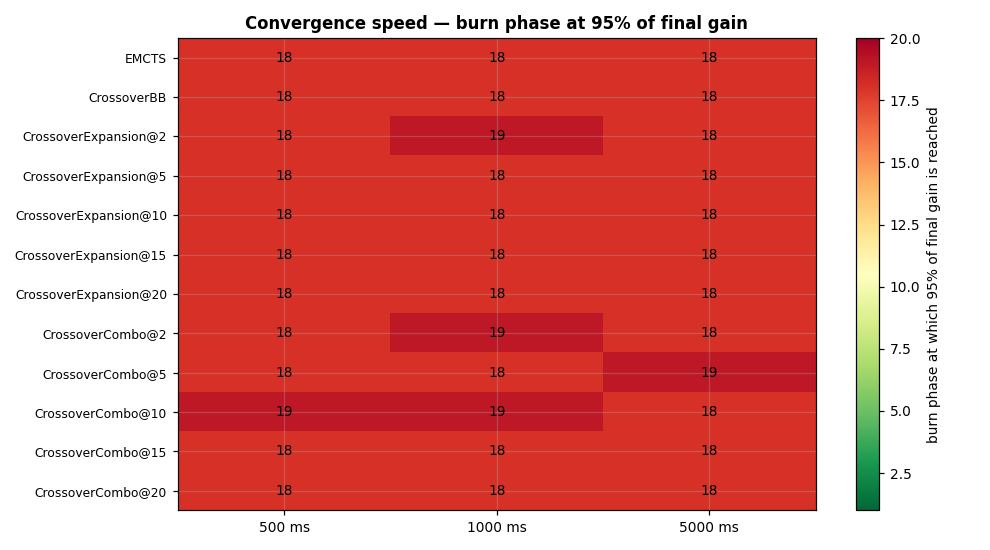 Convergence speed — burn phase at 95% of final gain
EMCTS 18 18 18
CrossoverBB 18 18 18
CrossoverExpansion@2 18 19 18
CrossoverExpansion@5 18 18 18
CrossoverExpansion@10 18 18 18
CrossoverExpansion@15 18 18 18
CrossoverExpansion@20 18 18 18
CrossoverCombo@2 18 19 18
CrossoverCombo@5 18 18 19
CrossoverCombo@10 19 19 18
CrossoverCombo@15 18 18 18
CrossoverCombo@20 18 18 18
500 ms 1000 ms 5000 ms
20.0
17.5
15.0
12.5
10.0
7.5
5.0
2.5
burn phase at which 95% of final gain is reached